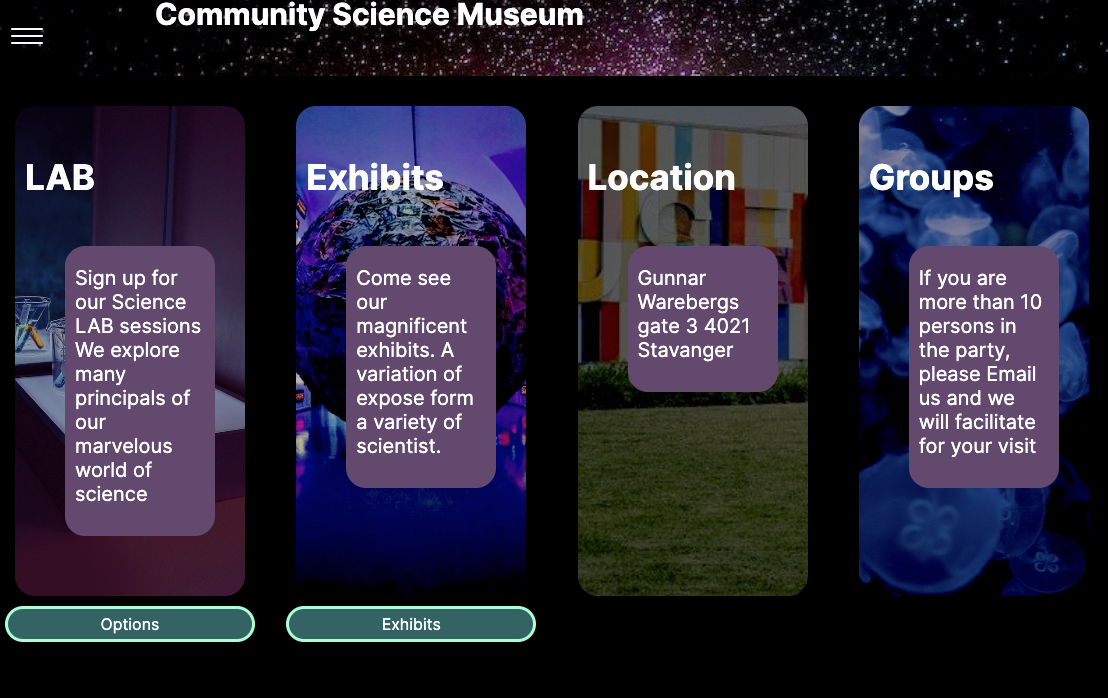 Community Science Museum
LAB
Sign up for
our Science
LAB sessions
We explore
many
principals of
our
marvelous
world of
science
Options
Exhibits
Come see
our
magnificent
exhibits. A
variation of
expose form
a variety of
scientist.
Exhibits
Location
Gunnar
Warebergs
gate 3 4021
Stavanger
Groups
If you are
more than 10
persons in
the party,
please Email
us and we
will facilitate
for your visit